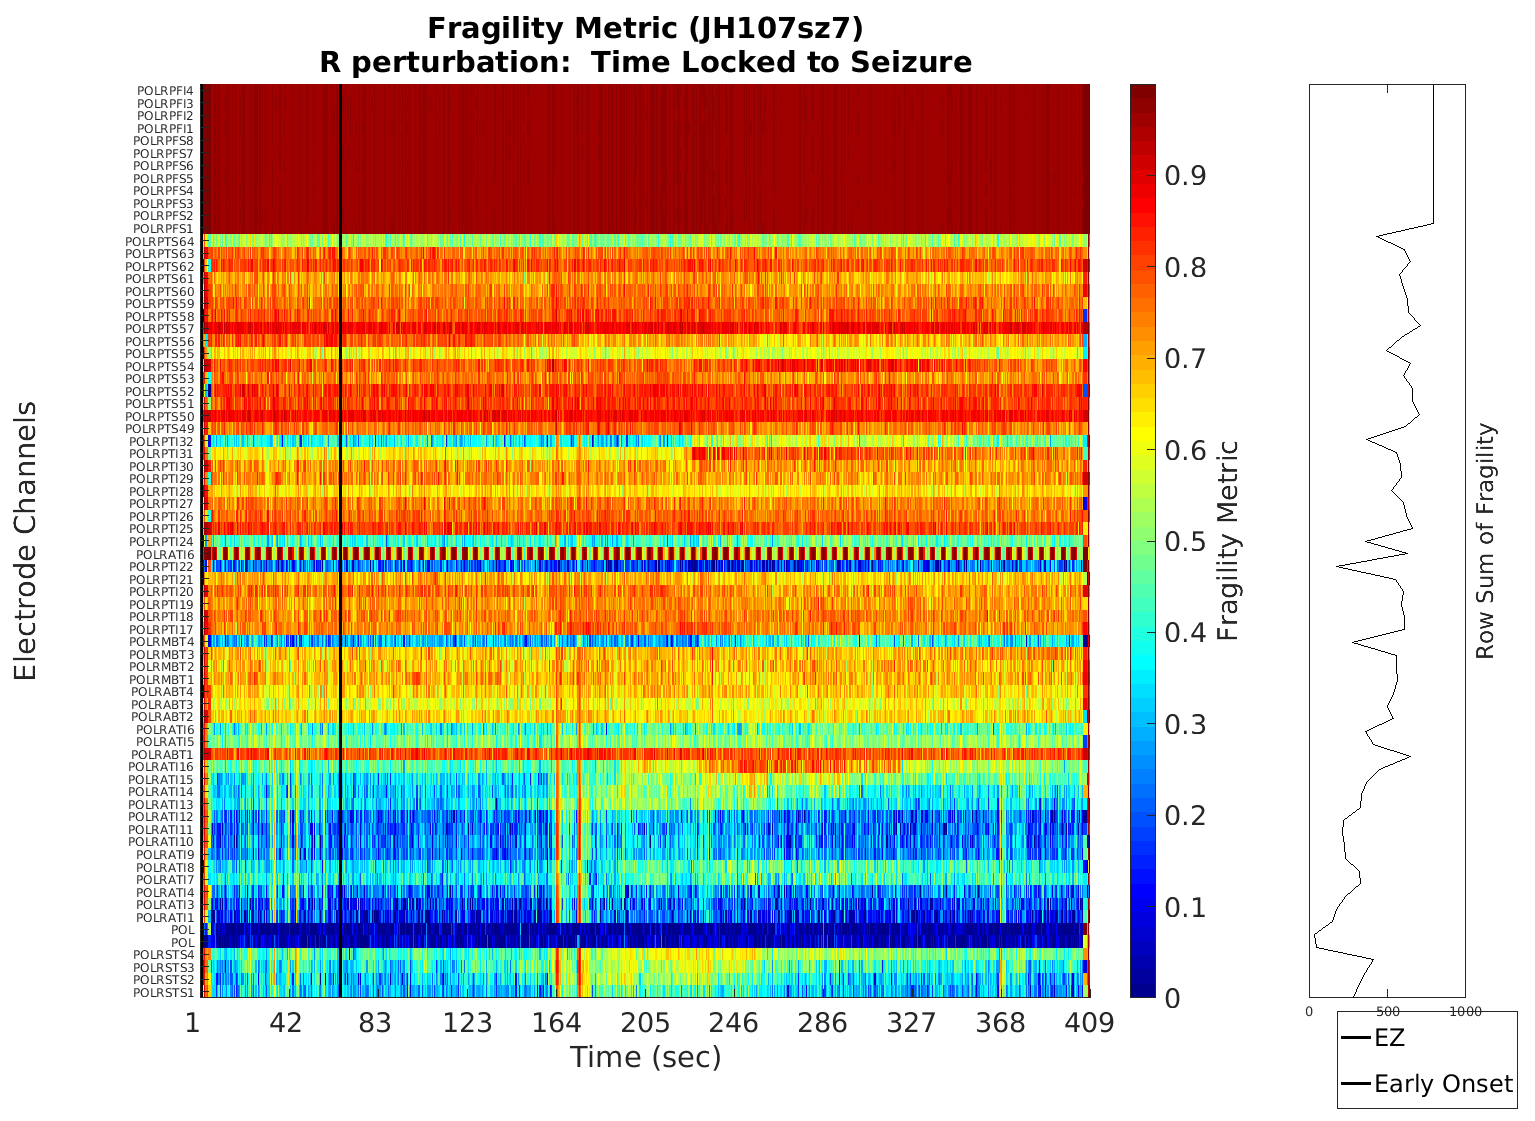 Fragility Metric (JH107sz7)
R perturbation:  Time Locked to Seizure
Electrode Channels
POLRPFI4
POLRPFI3
POLRPFI2
POLRPFI1
POLRPFS8
POLRPFS7
POLRPFS6
POLRPFS5
POLRPFS4
POLRPFS3
POLRPFS2
POLRPFS1
POLRPTS64
POLRPTS63
POLRPTS62
POLRPTS61
POLRPTS60
POLRPTS59
POLRPTS58
POLRPTS57
POLRPTS56
POLRPTS55
POLRPTS54
POLRPTS53
POLRPTS52
POLRPTS51
POLRPTS50
POLRPTS49
POLRPTI32
POLRPTI31
POLRPTI30
POLRPTI29
POLRPTI28
POLRPTI27
POLRPTI26
POLRPTI25
POLRPTI24
POLRATI6
POLRPTI22
POLRPTI21
POLRPTI20
POLRPTI19
POLRPTI18
POLRPTI17
POLRMBT4
POLRMBT3
POLRMBT2
POLRMBT1
POLRABT4
POLRABT3
POLRABT2
POLRATI6
POLRATI5
POLRABT1
POLRATI16
POLRATI15
POLRATI14
POLRATI13
POLRATI12
POLRATI11
POLRATI10
POLRATI9
POLRATI8
POLRATI7
POLRATI4
POLRATI3
POLRATI1
POL
POL
POLRSTS4
POLRSTS3
POLRSTS2
POLRSTS1
1 42 83 123 164 205 246 286 327 368 409
Time (sec)
0.9
0.8
0.7
0.6
0.5
0.4
0.3
0.2
0.1
0
Fragility Metric
Row Sum of Fragility
0 500 1000
EZ
Early Onset